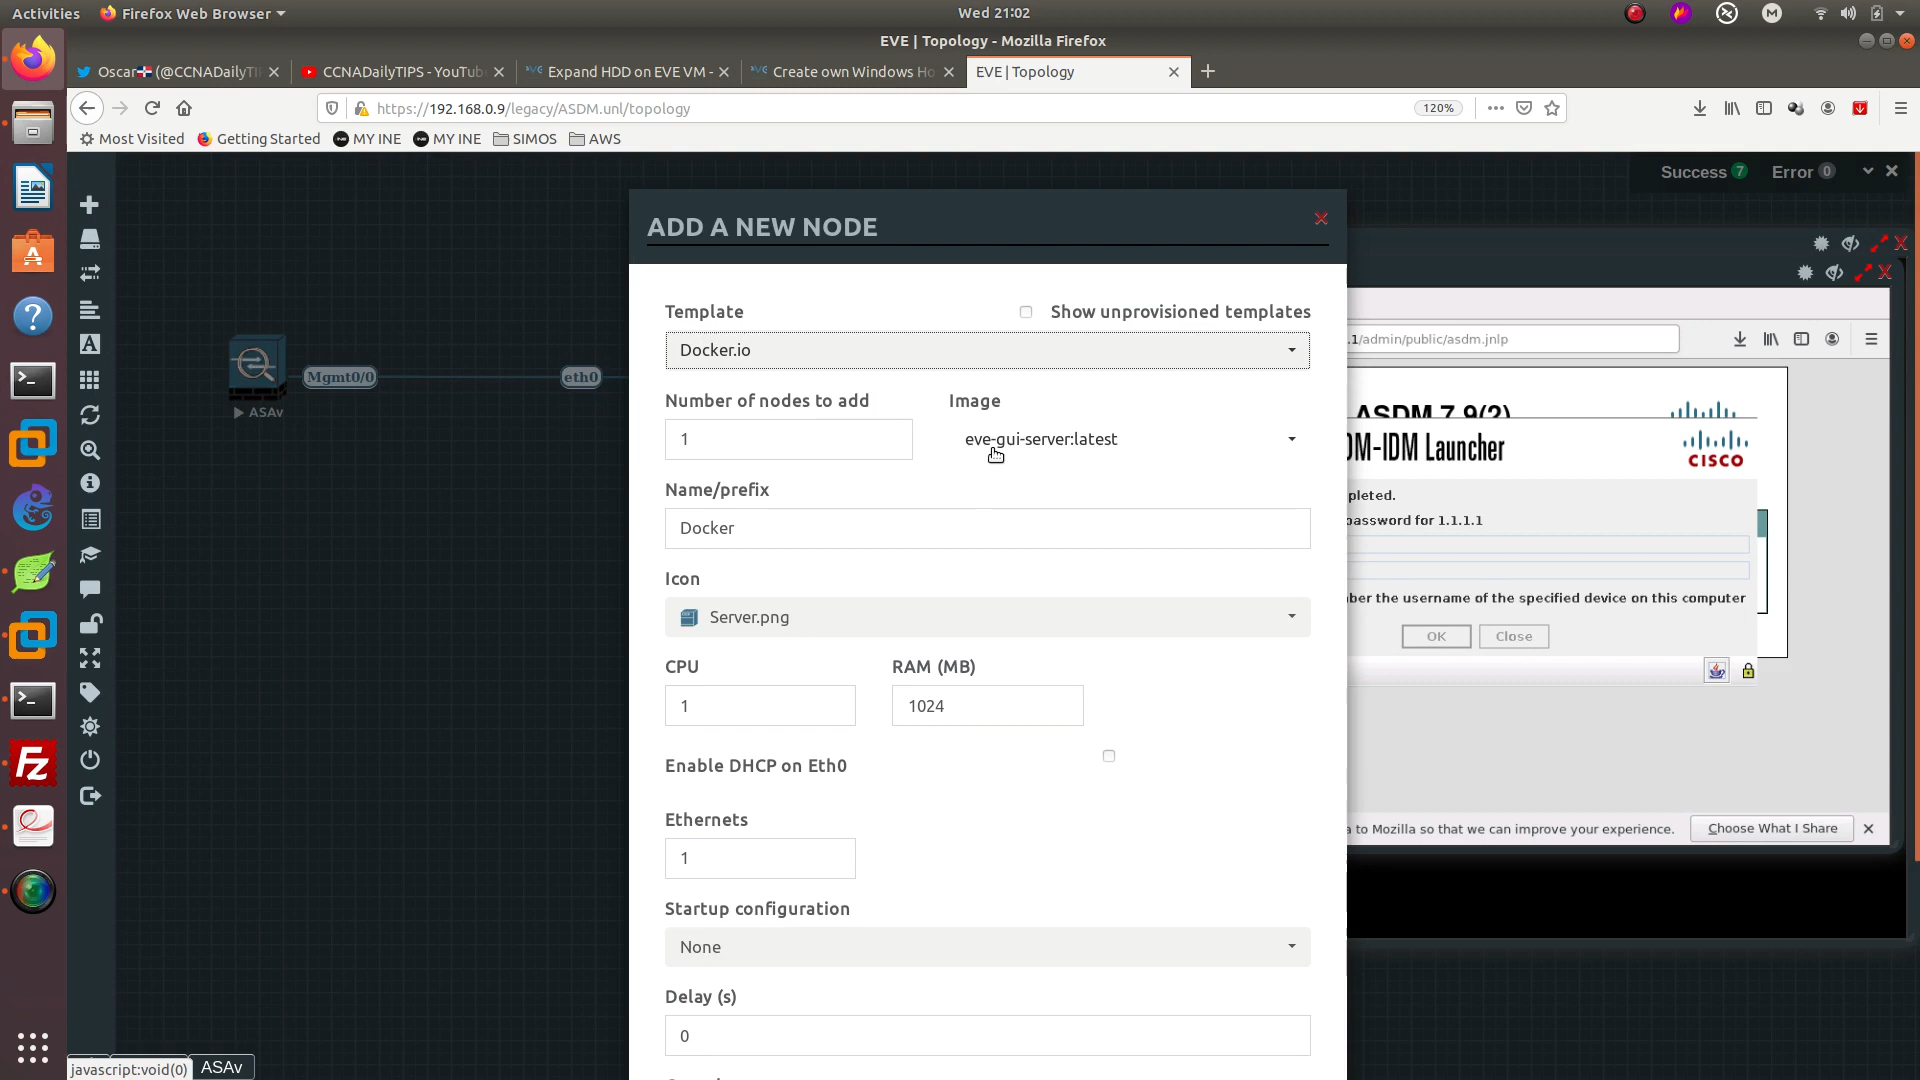 Activities Firefox Web Browser Wed 21:02
EVE | Topology - Mozilla Firefox
Oscar (@CCNADailyTI CCNADailyTIPS - YouTub Expand HDD on EVE VM - Create own Windows Ho EVE | Topology
https://192.168.0.9/legacy/ASDM.unl/topology 120%
Most Visited Getting Started MY INE MY INE SIMOS AWS
Success 7 Error 0
ADD A NEW NODE
Template Show unprovisioned templates
Docker.io
.1/admin/public/asdm.jnlp
Mgmt0/0 eth0
ASAv
Number of nodes to add Image
ASDM 7.9(2)
1 eve-gui-server:latest
DM-IDM Launcher
CISCO
Name/prefix
pleted.
Docker
password for 1.1.1.1
Icon
Server.png
ber the username of the specified device on this computer
OK Close
CPU RAM (MB)
1 1024
Enable DHCP on Eth0
Ethernets
1
a to Mozilla so that we can improve your experience. Choose What I Share
Startup configuration
None
Delay (s)
0
javascript:void(0) ASAv